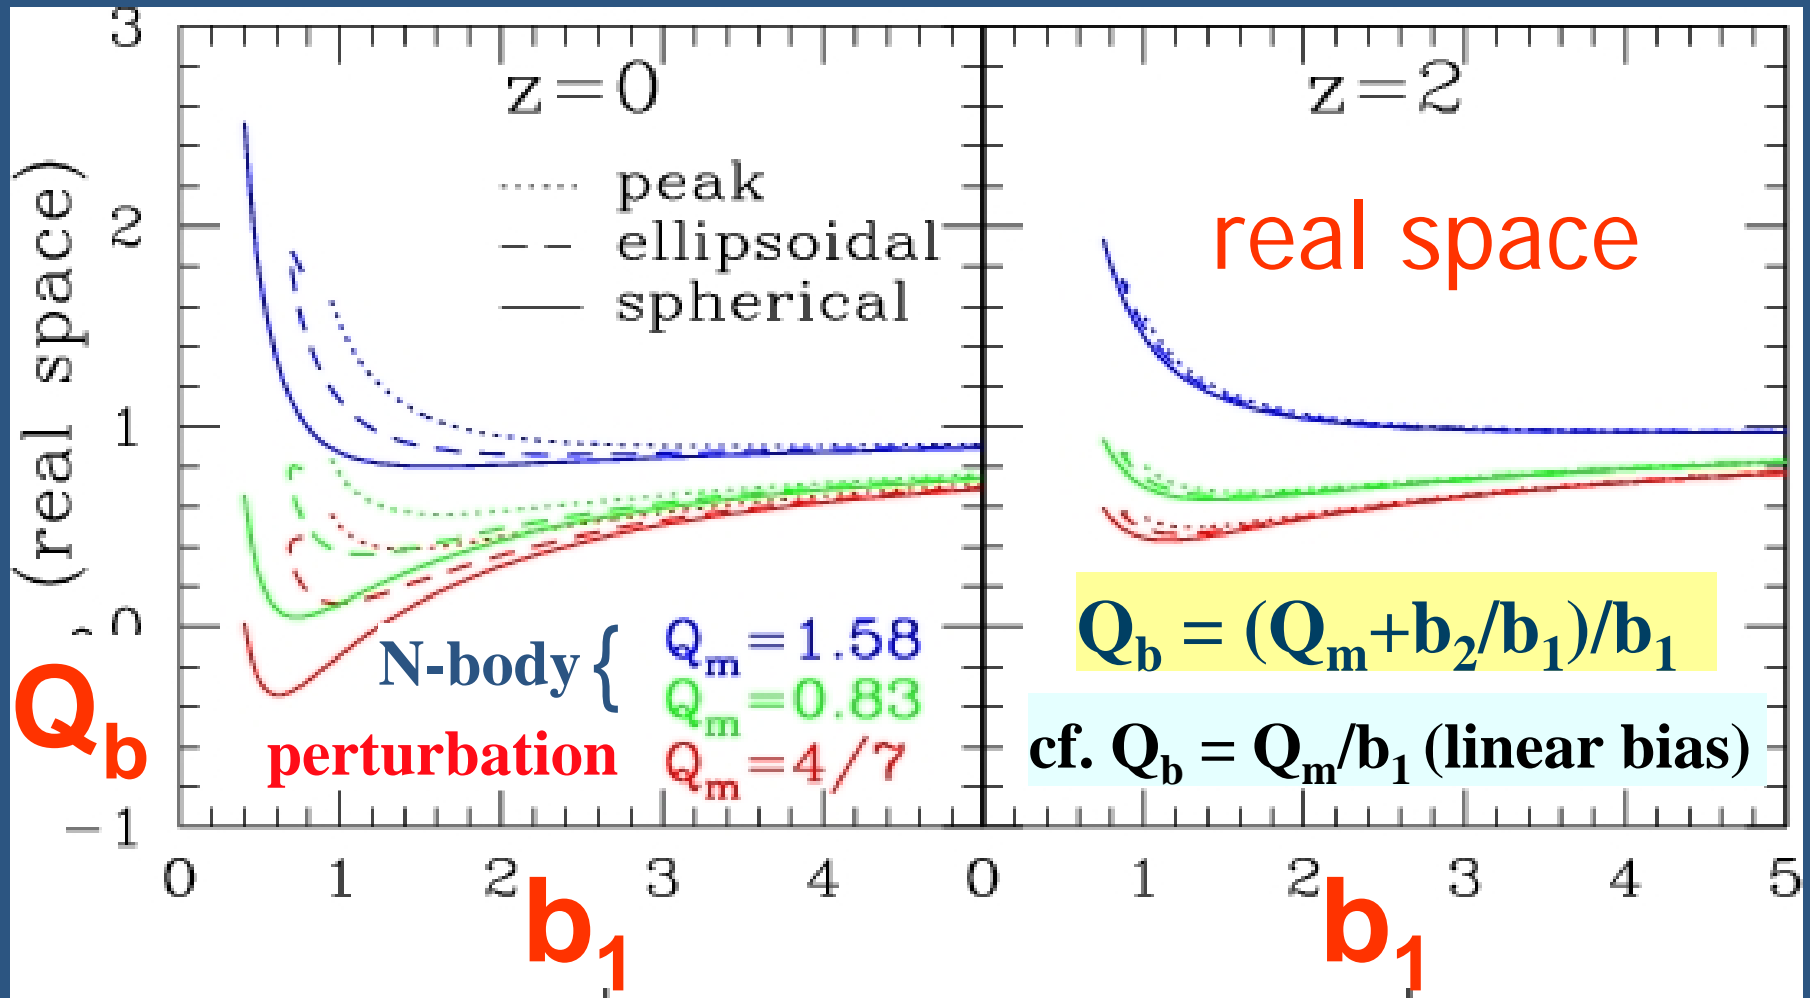 z=0
z=2
peak
ellipsoidal
spherical
real space
(real space)
3
2
1
0
−1
Q_b
N-body {
Q_m=1.58
Q_m=0.83
perturbation
Q_m=4/7
Q_b = (Q_m+b_2/b_1)/b_1
cf. Q_b = Q_m/b_1 (linear bias)
0 1 2 3 4 0 1 2 3 4 5
b_1
b_1